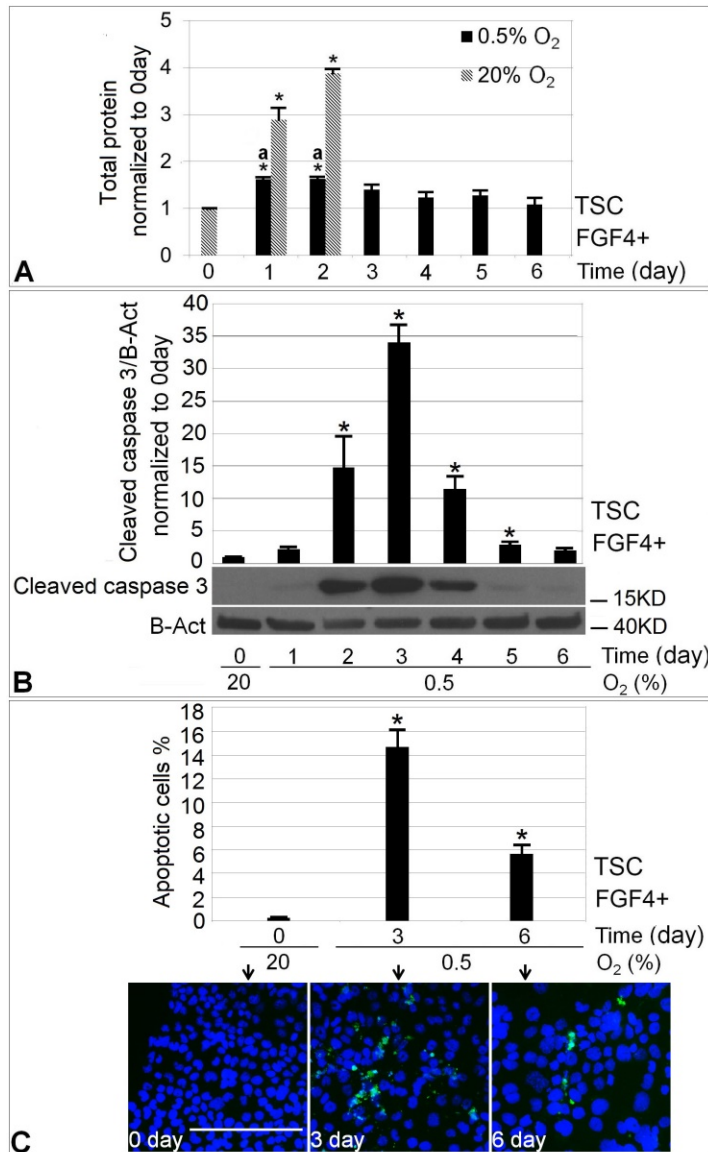 Total protein
normalized to 0day
5
4
3
2
1
0
0.5% O₂
20% O₂
* *
a a
* *
TSC
FGF4+
0 1 2 3 4 5 6 Time (day)
A
Cleaved caspase 3/B-Act
normalized to 0day
40
35
30
25
20
15
10
5
0
* * * *
TSC
FGF4+
Cleaved caspase 3
15KD
B-Act
40KD
0 1 2 3 4 5 6 Time (day)
20 0.5 O₂ (%)
B
Apoptotic cells %
18
16
14
12
10
8
6
4
2
0
* *
TSC
FGF4+
0 3 6 Time (day)
20 0.5 O₂ (%)
0 day 3 day 6 day
C